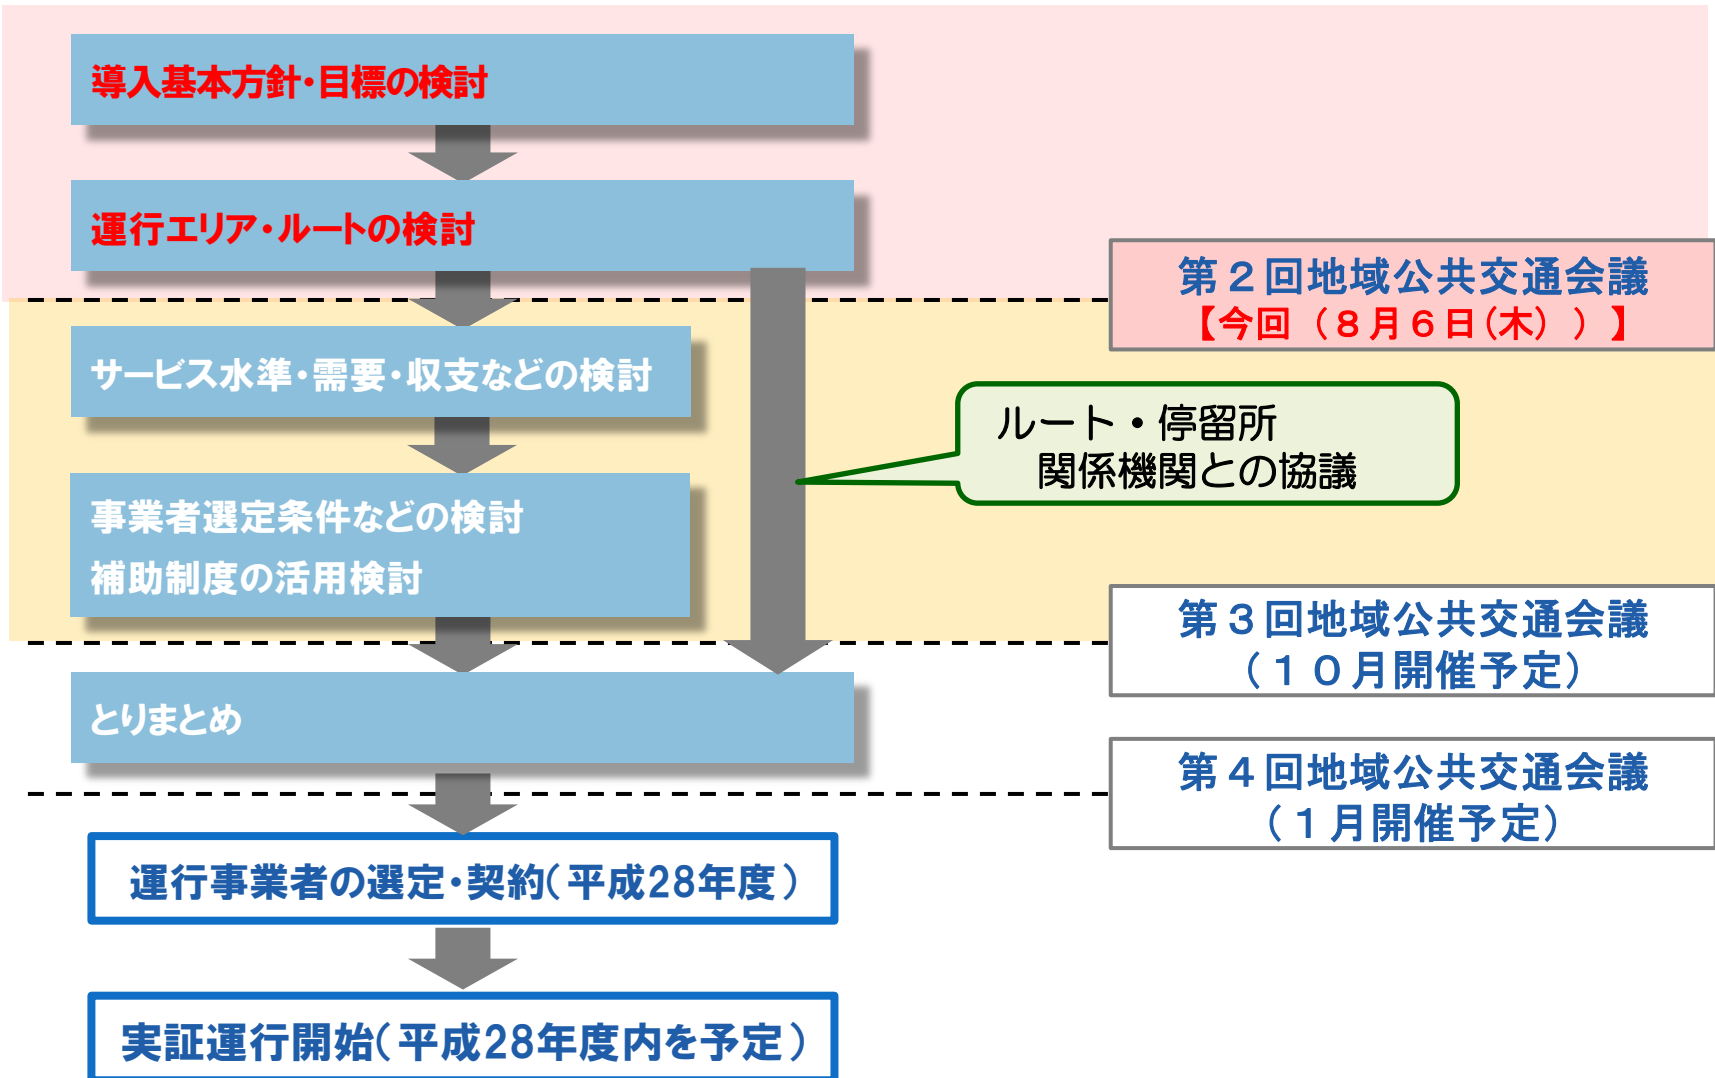 導入基本方針・目標の検討
運行エリア・ルートの検討
第２回地域公共交通会議
【今回（８月６日(木)）】
サービス水準・需要・収支などの検討
ルート・停留所
関係機関との協議
事業者選定条件などの検討
補助制度の活用検討
第３回地域公共交通会議
（１０月開催予定）
とりまとめ
第４回地域公共交通会議
（１月開催予定）
運行事業者の選定・契約（平成28年度）
実証運行開始（平成28年度内を予定）